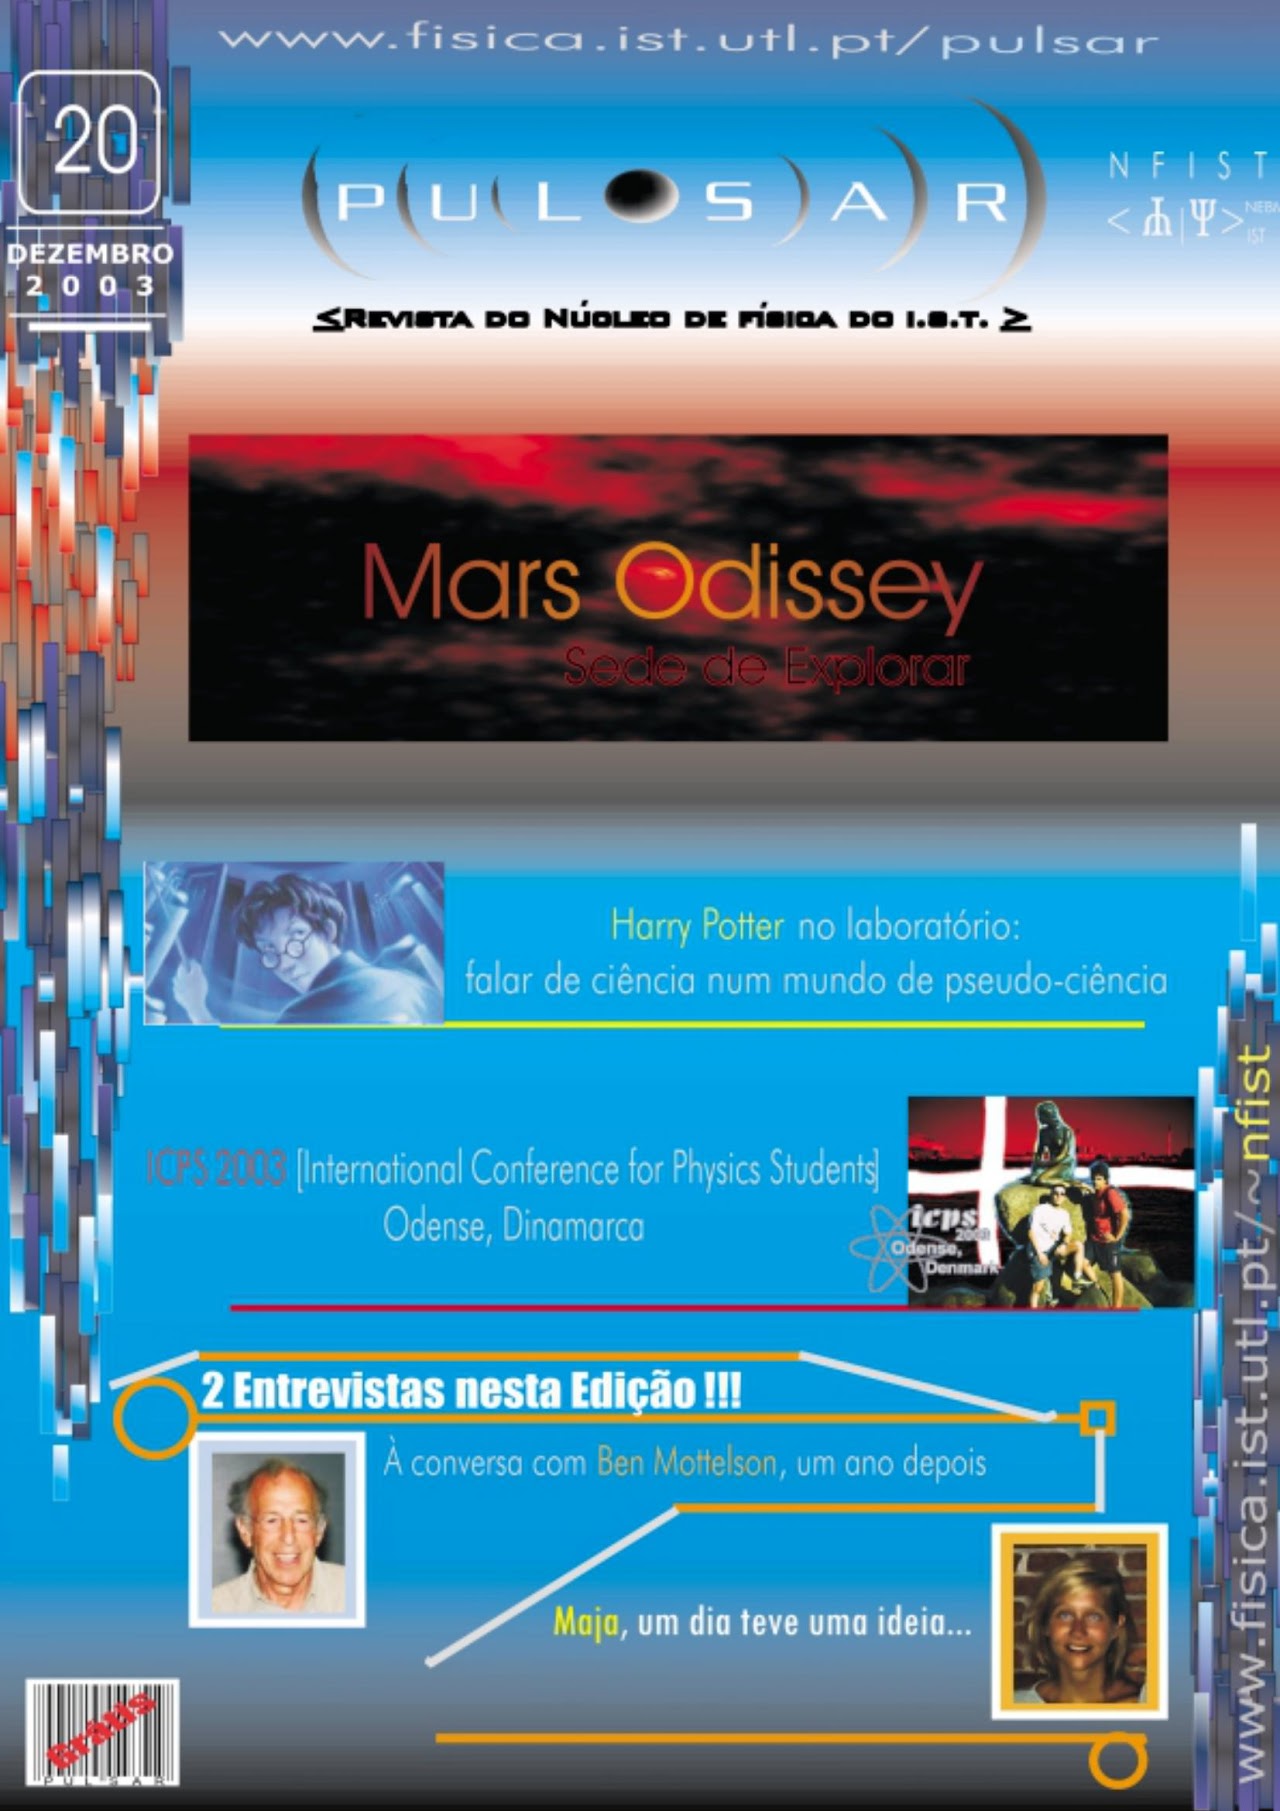 www.fisica.ist.utl.pt/pulsar
20
DEZEMBRO
2003
PULSAR
NFIST
<Revista do Núcleo de física do I.S.T. >
Mars Odissey
Sede de Explorar
Harry Potter no laboratório:
falar de ciência num mundo de pseudo-ciência
ICPS 2003 [International Conference for Physics Students]
Odense, Dinamarca
icps
2003
Odense,
Denmark
2 Entrevistas nesta Edição !!!
À conversa com Ben Mottelson, um ano depois
Maja, um dia teve uma ideia...
Grátis
PULSAR
www.fisica.ist.utl.pt/~nfist